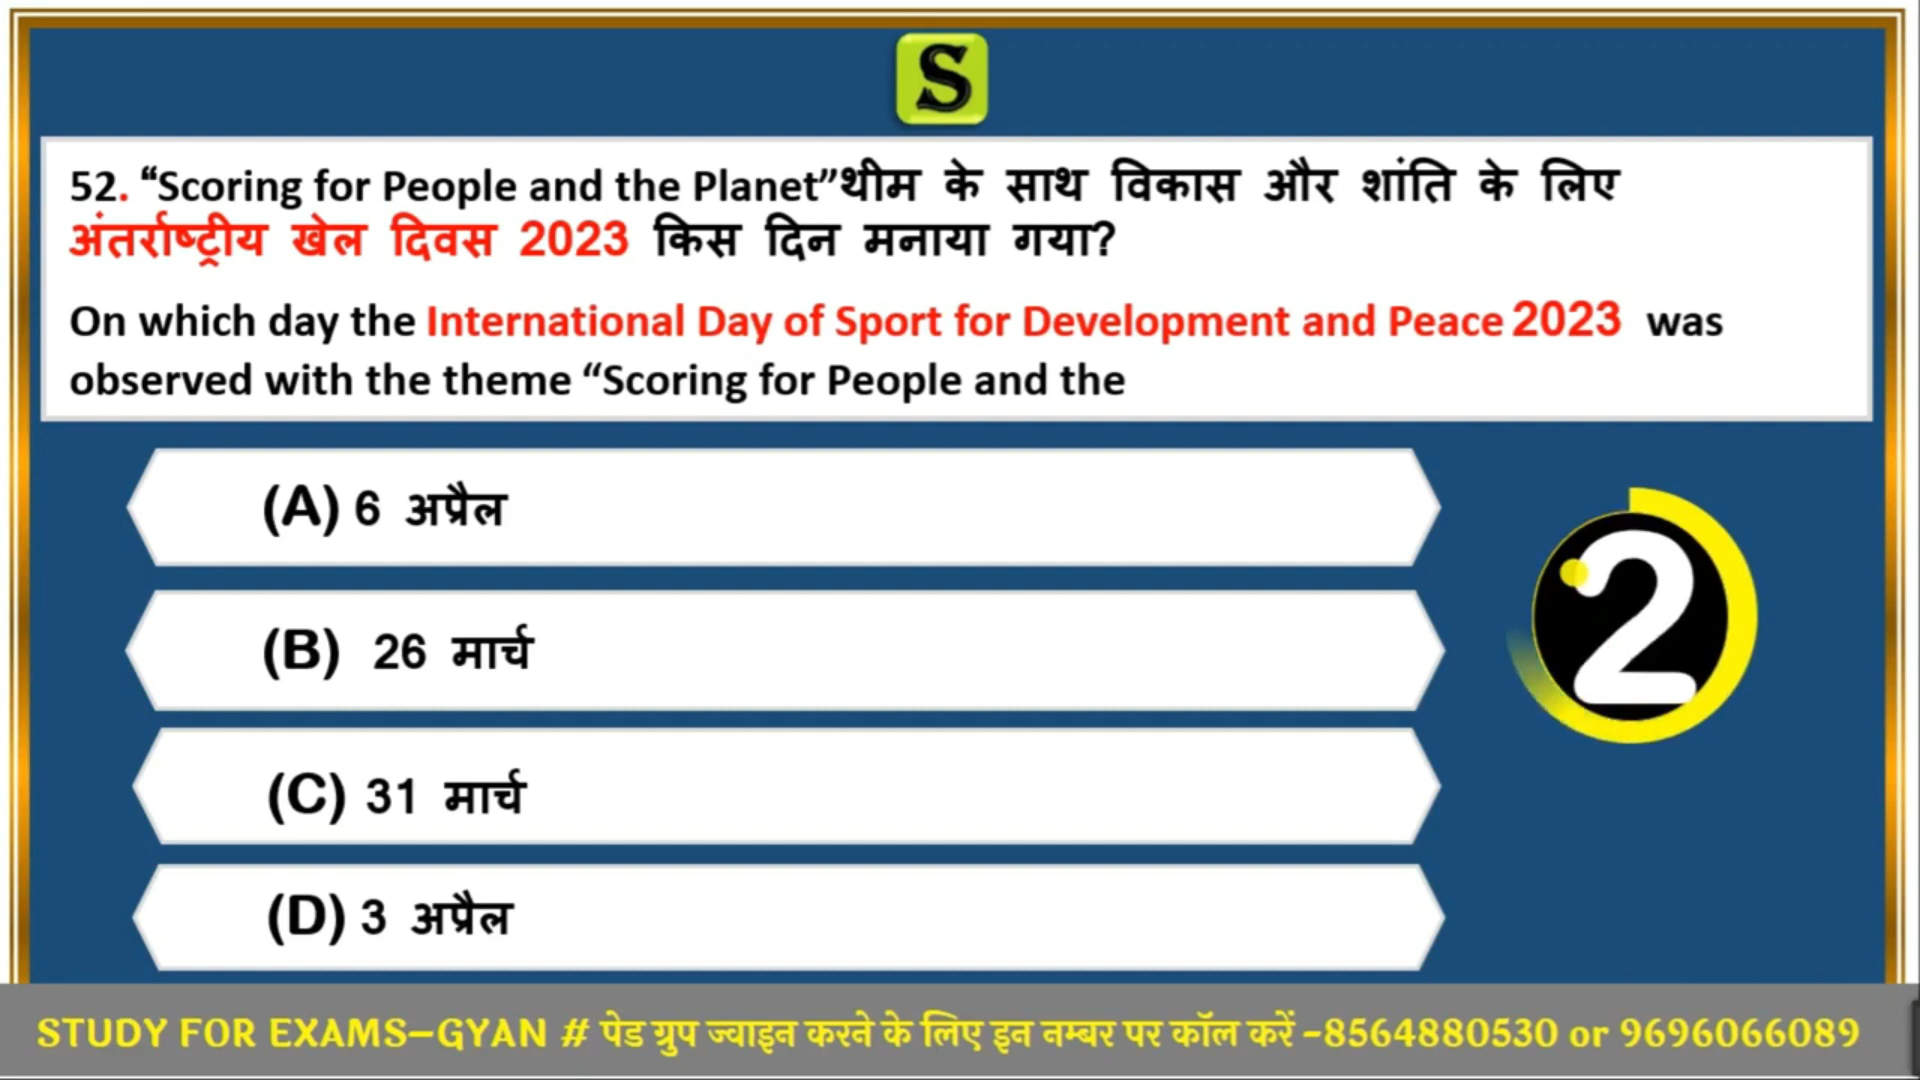 S
52. “Scoring for People and the Planet”थीम के साथ विकास और शांति के लिए
अंतर्राष्ट्रीय खेल दिवस 2023 किस दिन मनाया गया?
On which day the International Day of Sport for Development and Peace 2023 was
observed with the theme “Scoring for People and the
(A) 6 अप्रैल
(B) 26 मार्च
2
(C) 31 मार्च
(D) 3 अप्रैल
STUDY FOR EXAMS–GYAN # पेड ग्रुप ज्वाइन करने के लिए इन नम्बर पर कॉल करें -8564880530 or 9696066089